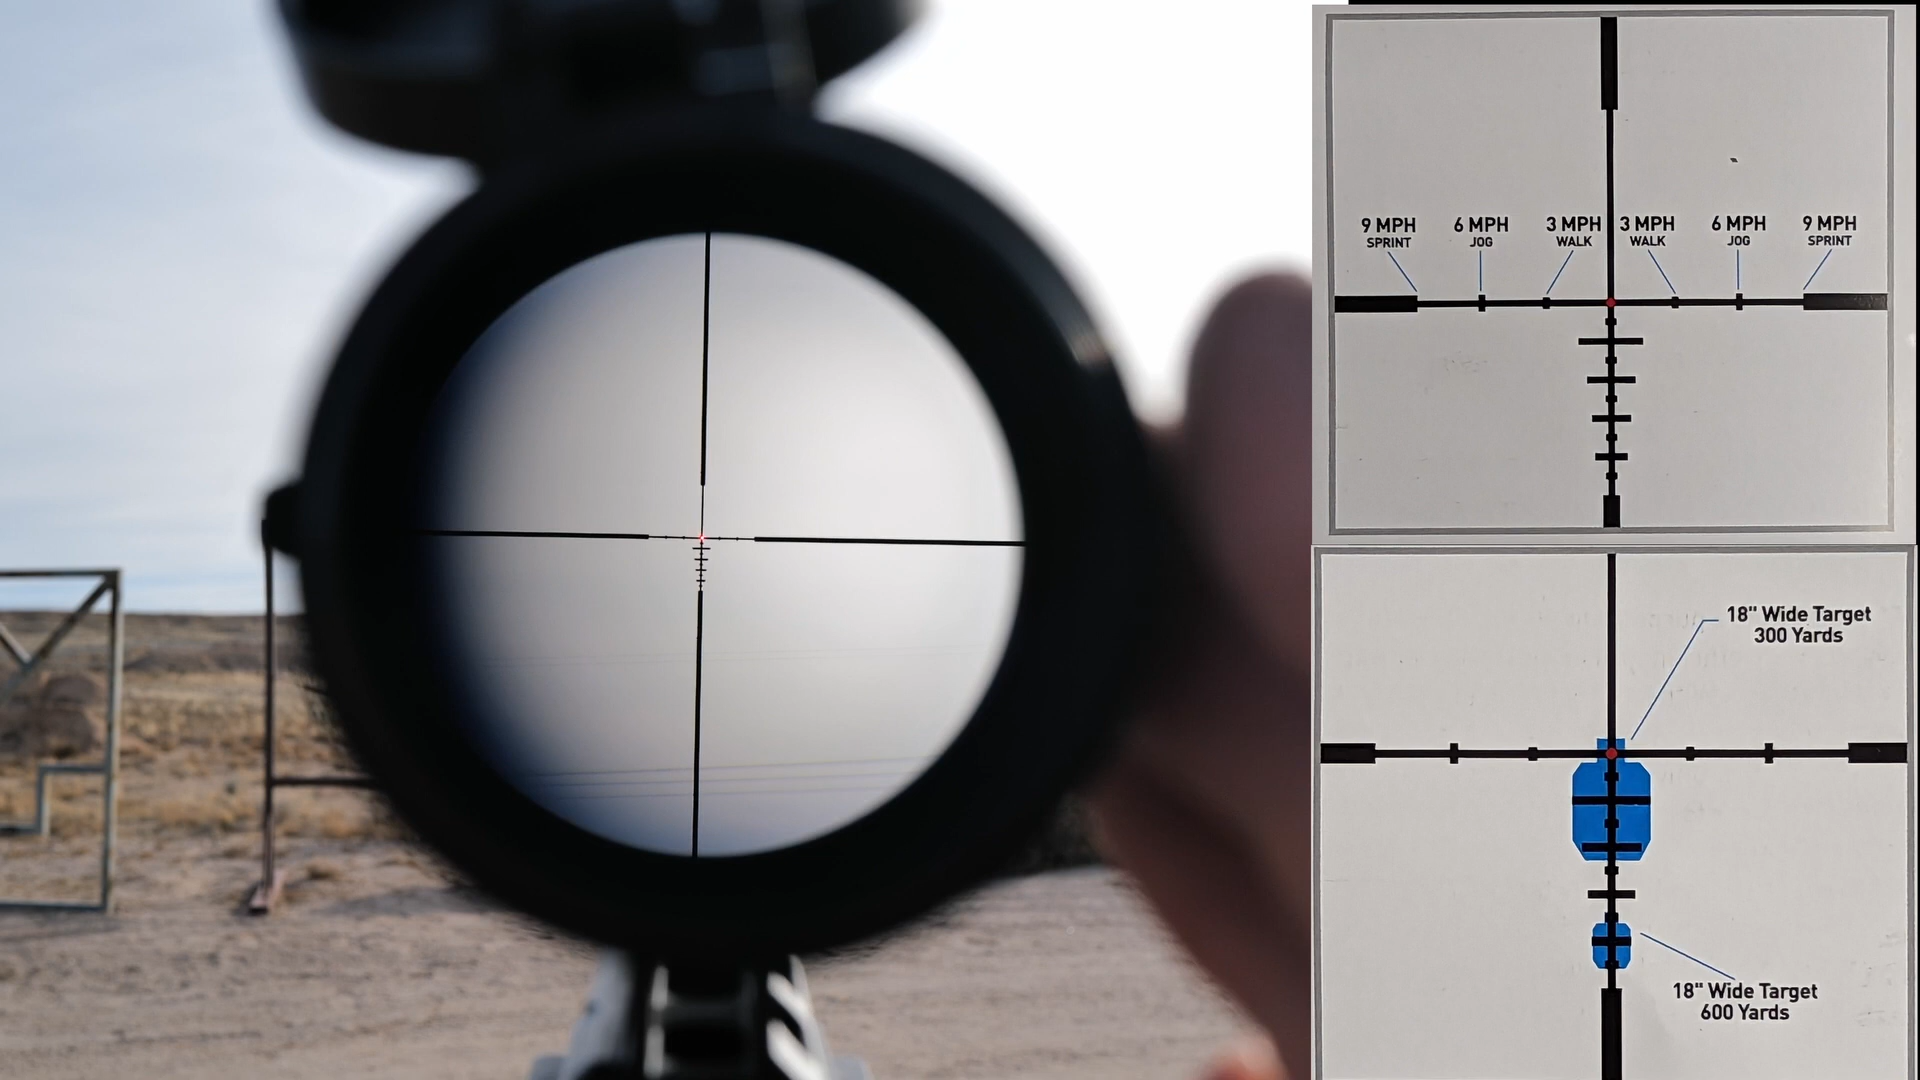 9 MPH
SPRINT
6 MPH
JOG
3 MPH
WALK
3 MPH
WALK
6 MPH
JOG
9 MPH
SPRINT
18" Wide Target
300 Yards
18" Wide Target
600 Yards